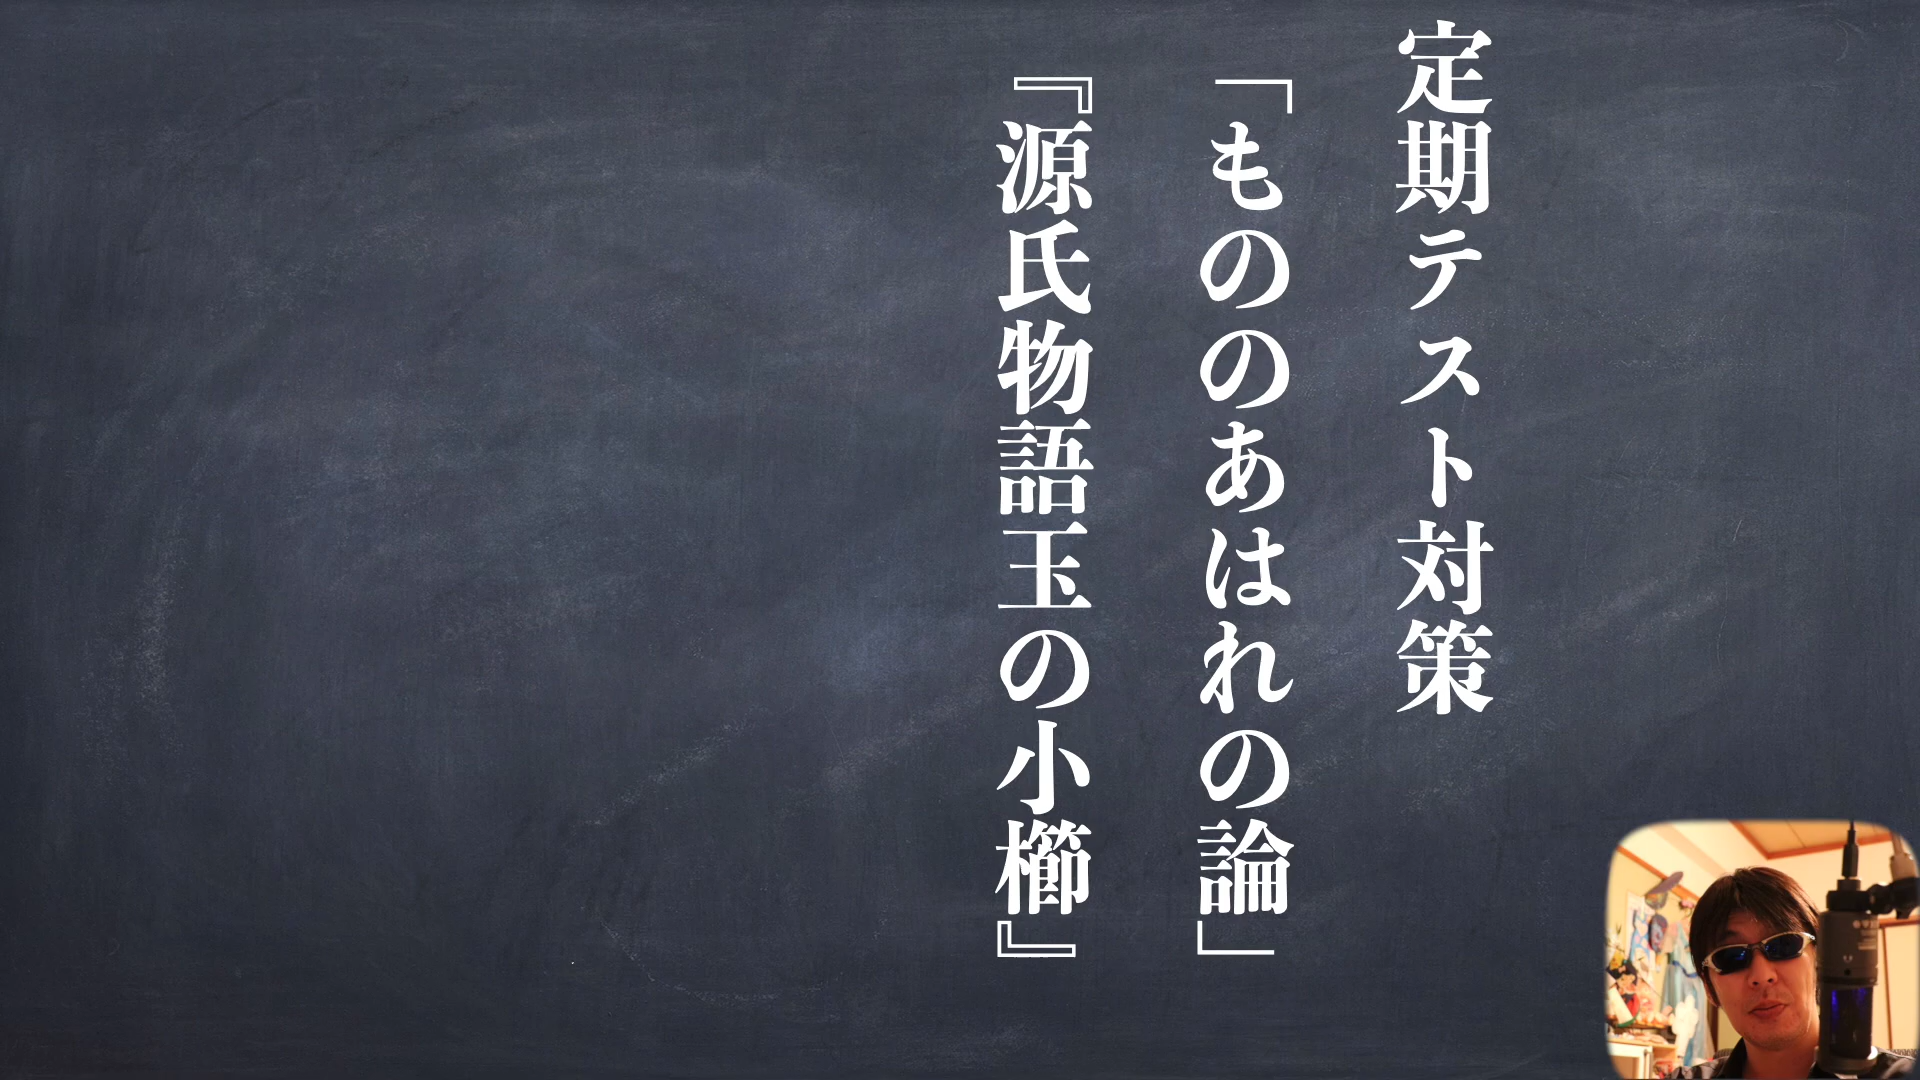 定期テスト対策
「もののあはれの論」
『源氏物語玉の小櫛』